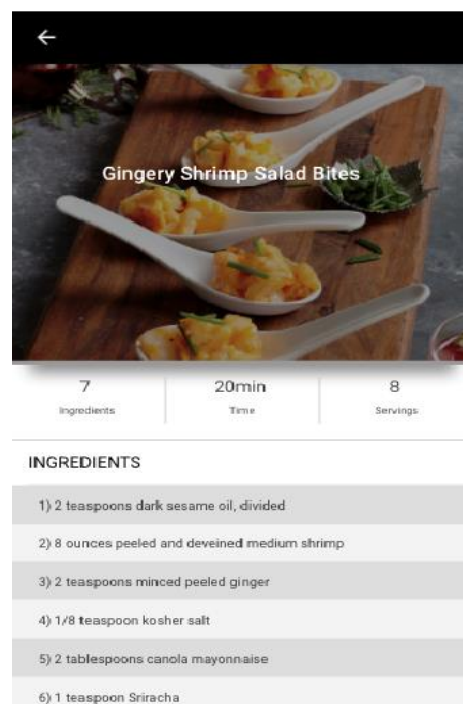 Gingery Shrimp Salad Bites
7 20min 8
Ingredients Time Servings
INGREDIENTS
1) 2 teaspoons dark sesame oil, divided
2) 8 ounces peeled and deveined medium shrimp
3) 2 teaspoons minced peeled ginger
4) 1/8 teaspoon kosher salt
5) 2 tablespoons canola mayonnaise
6) 1 teaspoon Sriracha